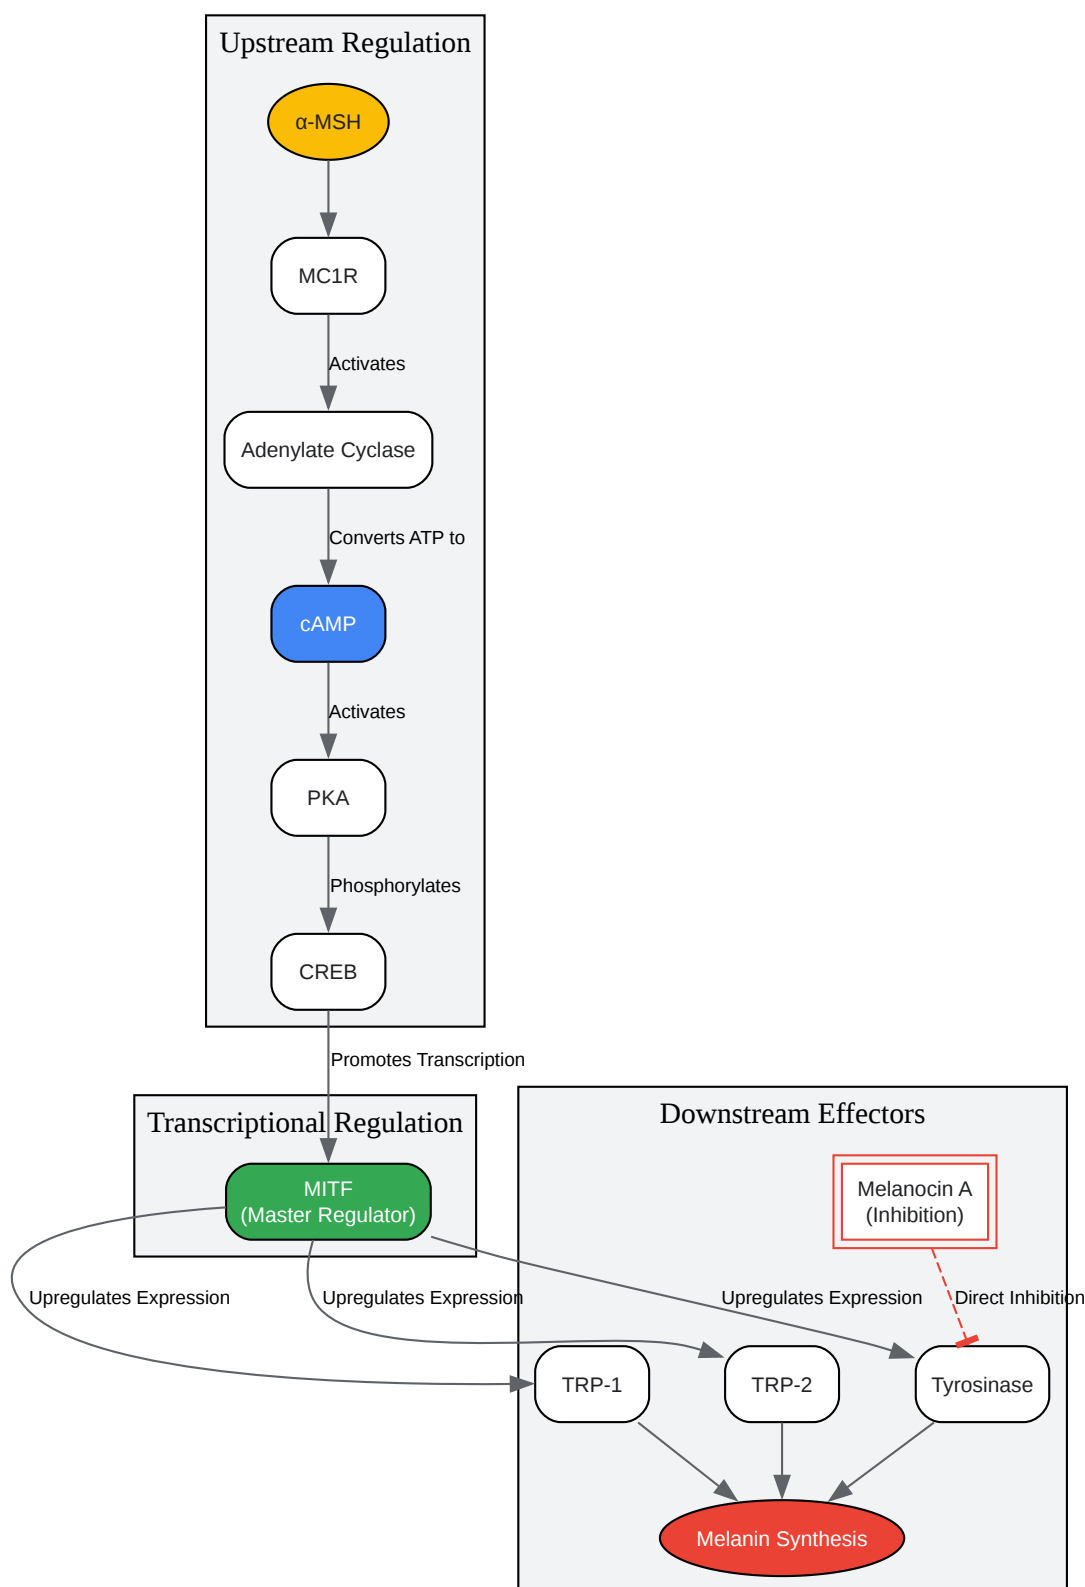 Upstream Regulation
α-MSH
MC1R
Activates
Adenylate Cyclase
Converts ATP to
cAMP
Activates
PKA
Phosphorylates
CREB
Promotes Transcription
Transcriptional Regulation
MITF
(Master Regulator)
Downstream Effectors
Melanocin A
(Inhibition)
Upregulates Expression
Upregulates Expression
Upregulates Expression
Direct Inhibition
TRP-1
TRP-2
Tyrosinase
Melanin Synthesis